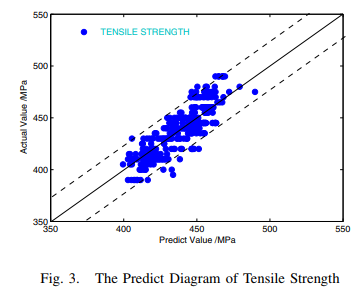 550
TENSILE STRENGTH
500
450
400
350
Actual Value /MPa
350 400 450 500 550
Predict Value /MPa
Fig. 3. The Predict Diagram of Tensile Strength